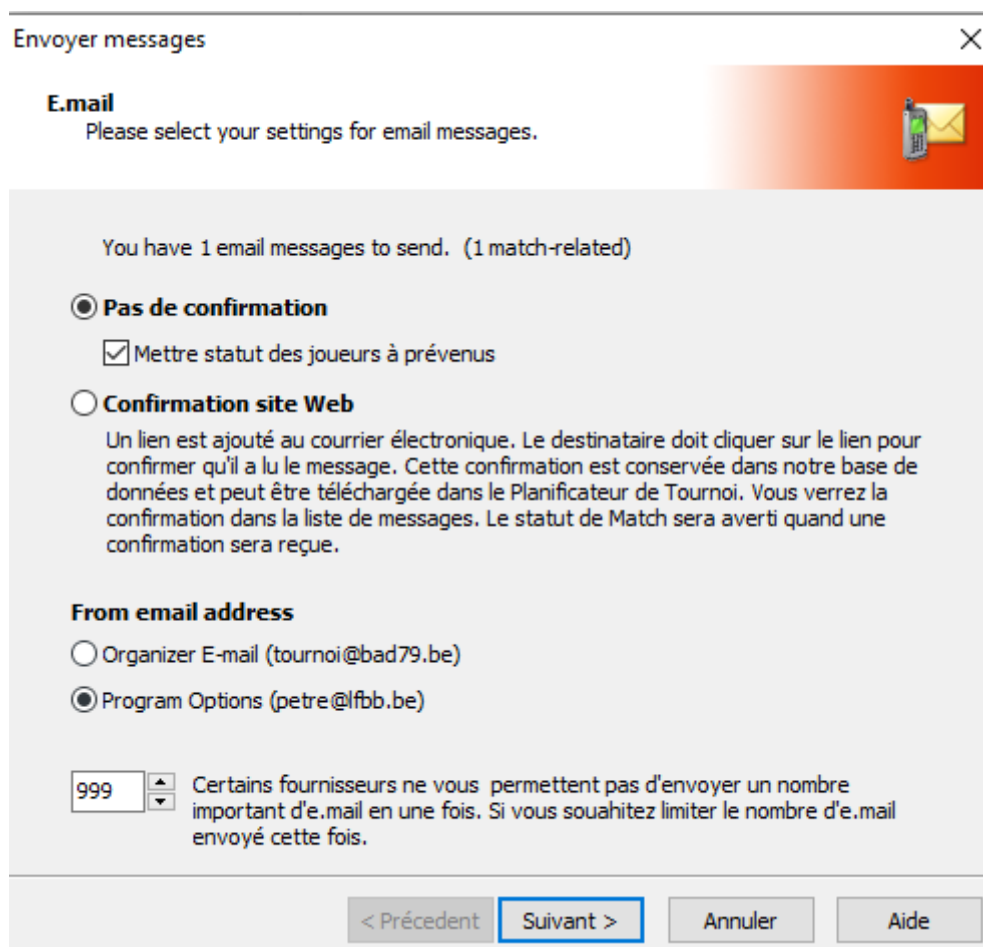 Envoyer messages
E.mail
Please select your settings for email messages.
You have 1 email messages to send. (1 match-related)
Pas de confirmation
Mettre statut des joueurs à prévenus
Confirmation site Web
Un lien est ajouté au courrier électronique. Le destinataire doit cliquer sur le lien pour
confirmer qu'il a lu le message. Cette confirmation est conservée dans notre base de
données et peut être téléchargée dans le Planificateur de Tournoi. Vous verrez la
confirmation dans la liste de messages. Le statut de Match sera averti quand une
confirmation sera reçue.
From email address
Organizer E-mail (tournoi@bad79.be)
Program Options (petre@lfbb.be)
999
Certains fournisseurs ne vous permettent pas d'envoyer un nombre
important d'e.mail en une fois. Si vous souahitez limiter le nombre d'e.mail
envoyé cette fois.
< Précedent Suivant > Annuler Aide